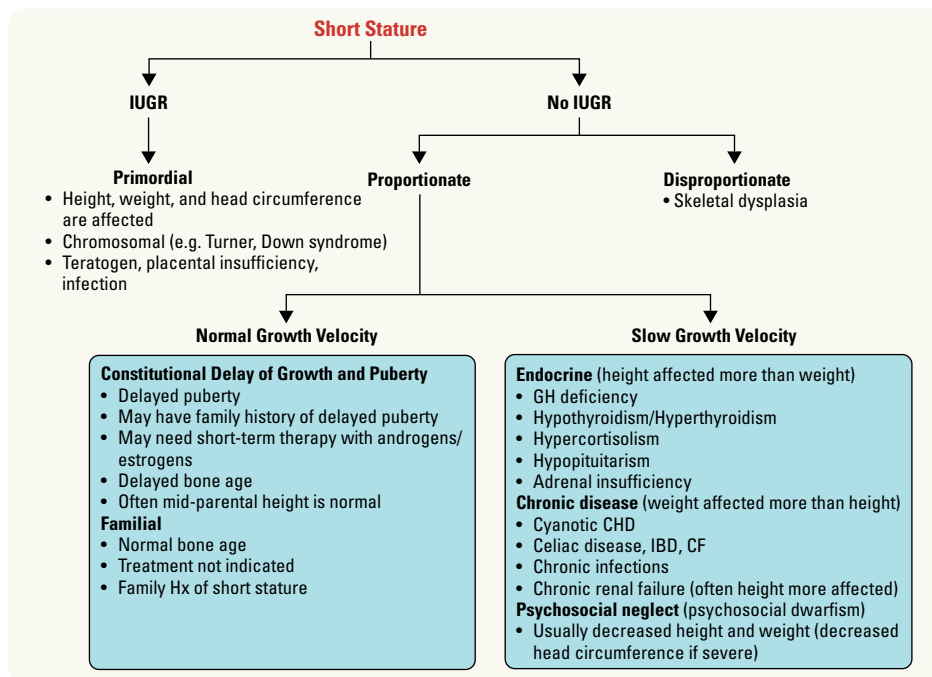 Short Stature
IUGR
No IUGR
Primordial
• Height, weight, and head circumference
are affected
• Chromosomal (e.g. Turner, Down syndrome)
• Teratogen, placental insufficiency,
infection
Proportionate
Disproportionate
• Skeletal dysplasia
Normal Growth Velocity
Constitutional Delay of Growth and Puberty
• Delayed puberty
• May have family history of delayed puberty
• May need short-term therapy with androgens/
estrogens
• Delayed bone age
• Often mid-parental height is normal
Familial
• Normal bone age
• Treatment not indicated
• Family Hx of short stature
Slow Growth Velocity
Endocrine (height affected more than weight)
• GH deficiency
• Hypothyroidism/Hyperthyroidism
• Hypercortisolism
• Hypopituitarism
• Adrenal insufficiency
Chronic disease (weight affected more than height)
• Cyanotic CHD
• Celiac disease, IBD, CF
• Chronic infections
• Chronic renal failure (often height more affected)
Psychosocial neglect (psychosocial dwarfism)
• Usually decreased height and weight (decreased
head circumference if severe)